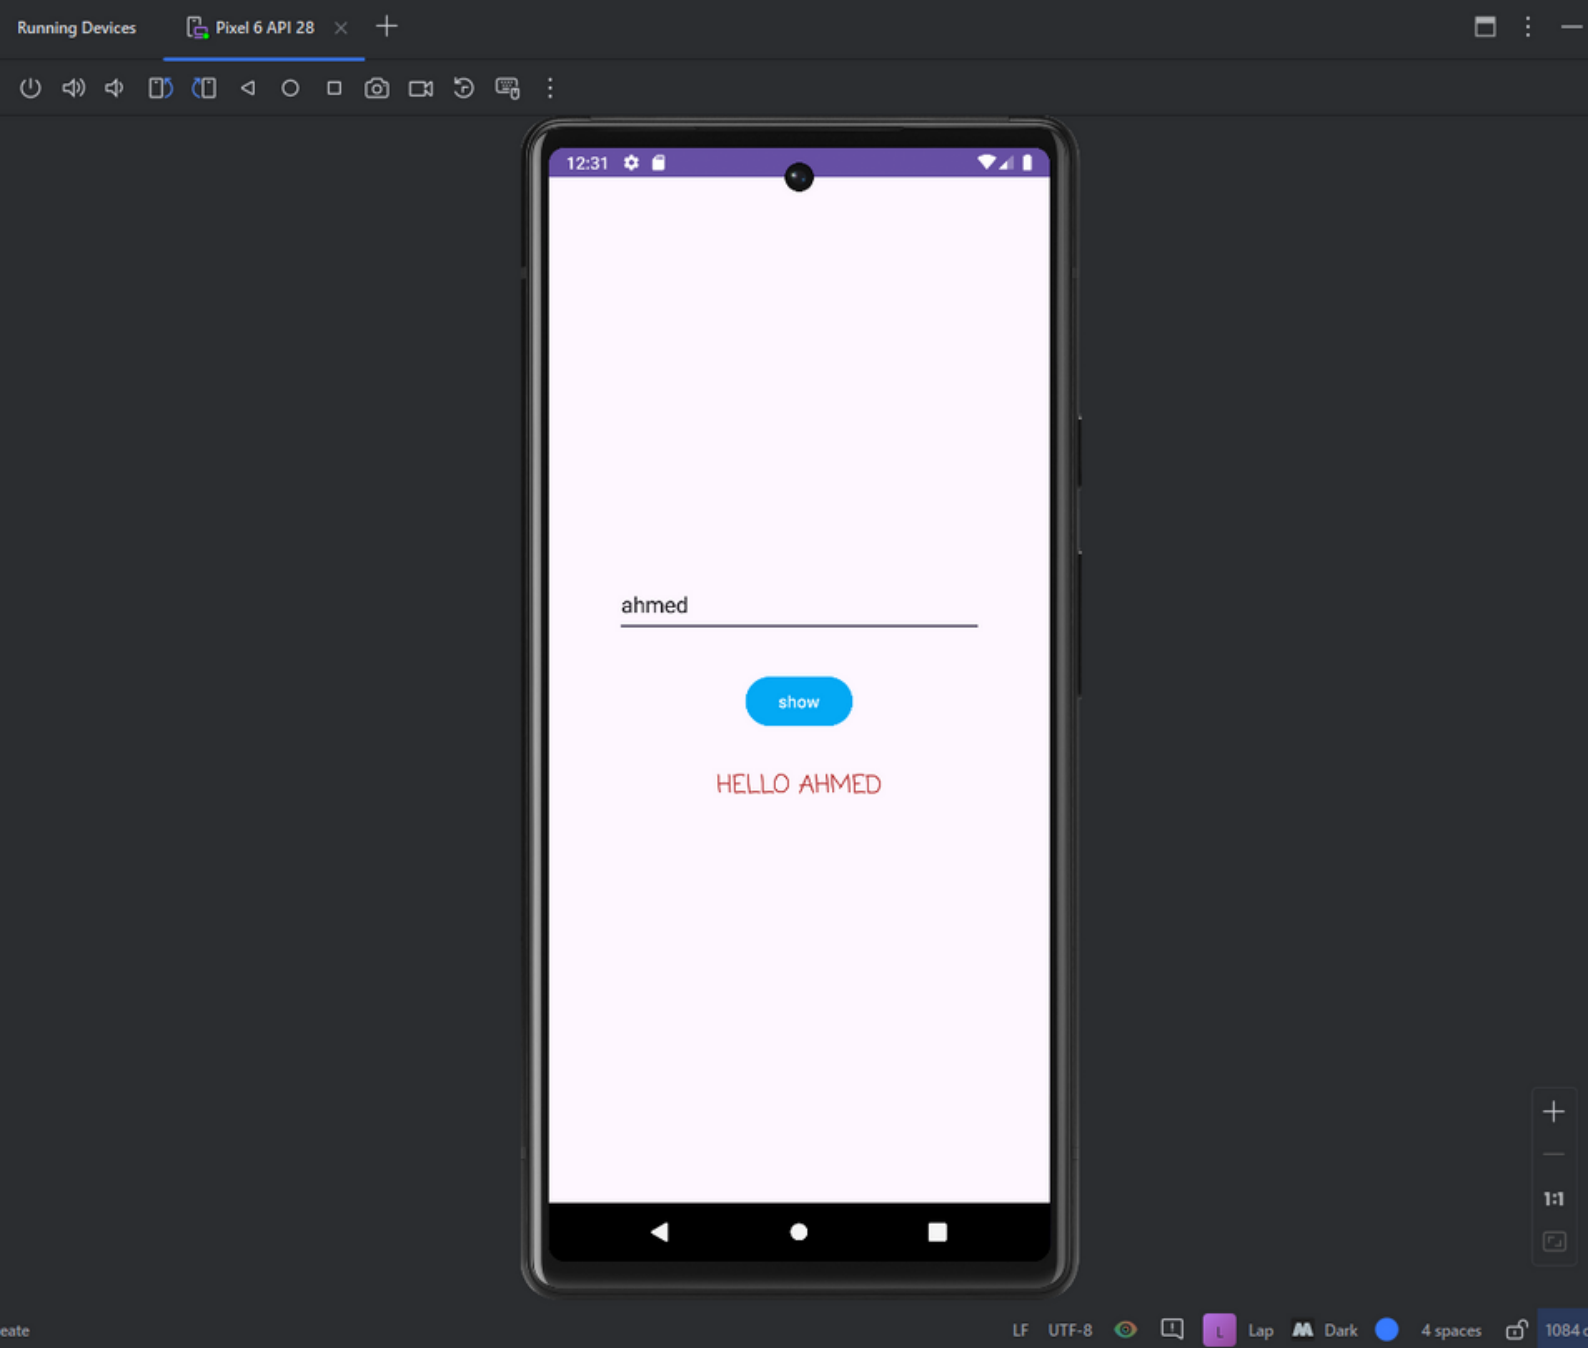 Running Devices
Pixel 6 API 28
12:31
ahmed
show
HELLO AHMED
1:1
eate
LF UTF-8 L Lap Dark 4 spaces 1084